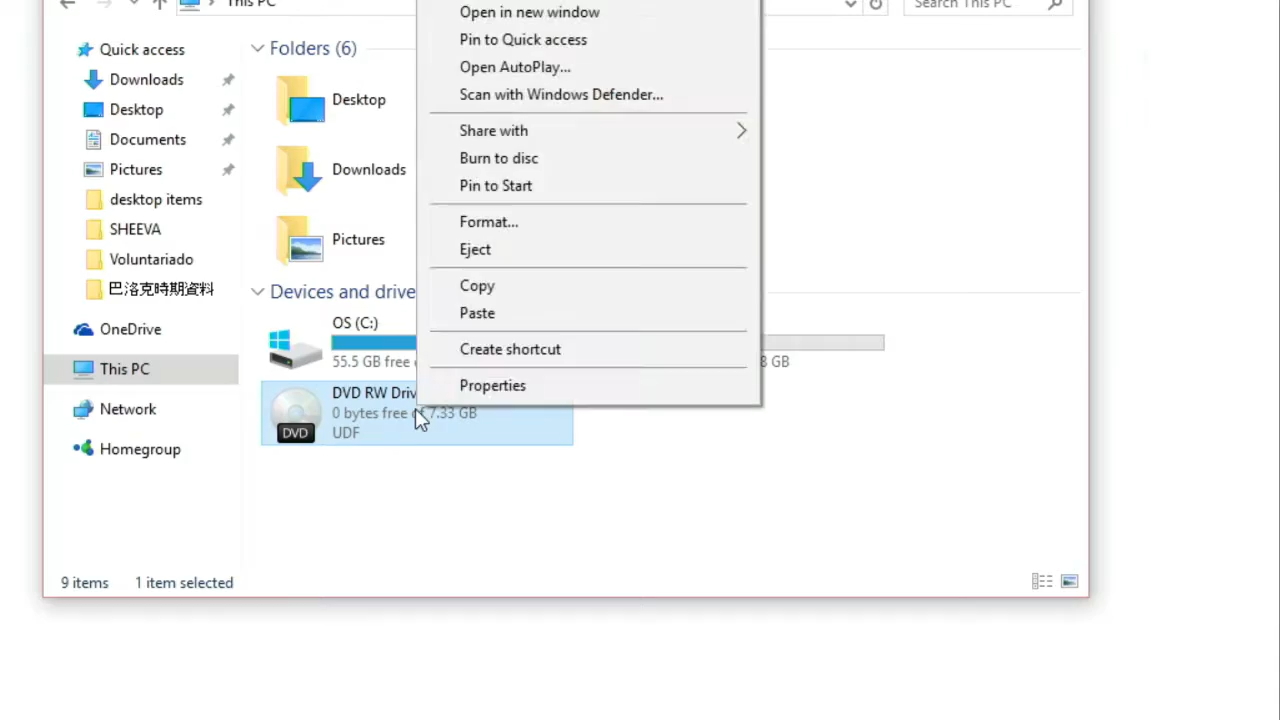 This PC
Search This PC
Quick access
Downloads
Desktop
Documents
Pictures
desktop items
SHEEVA
Voluntariado
巴洛克時期資料
OneDrive
This PC
Network
Homegroup
Folders (6)
Desktop
Downloads
Pictures
Devices and drive
OS (C:)
55.5 GB free
8 GB
DVD RW Driv
0 bytes free of 7.33 GB
UDF
DVD
Open in new window
Pin to Quick access
Open AutoPlay...
Scan with Windows Defender...
Share with
Burn to disc
Pin to Start
Format...
Eject
Copy
Paste
Create shortcut
Properties
9 items 1 item selected